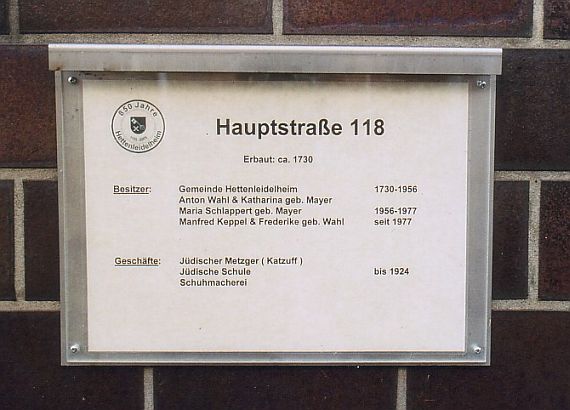 850 Jahre
Hettenleidelheim
Hauptstraße 118
Erbaut: ca. 1730
Besitzer: Gemeinde Hettenleidelheim 1730-1956
Anton Wahl & Katharina geb. Mayer
Maria Schlappert geb. Mayer 1956-1977
Manfred Keppel & Frederike geb. Wahl seit 1977
Geschäfte: Jüdischer Metzger ( Katzuff )
Jüdische Schule bis 1924
Schuhmacherei